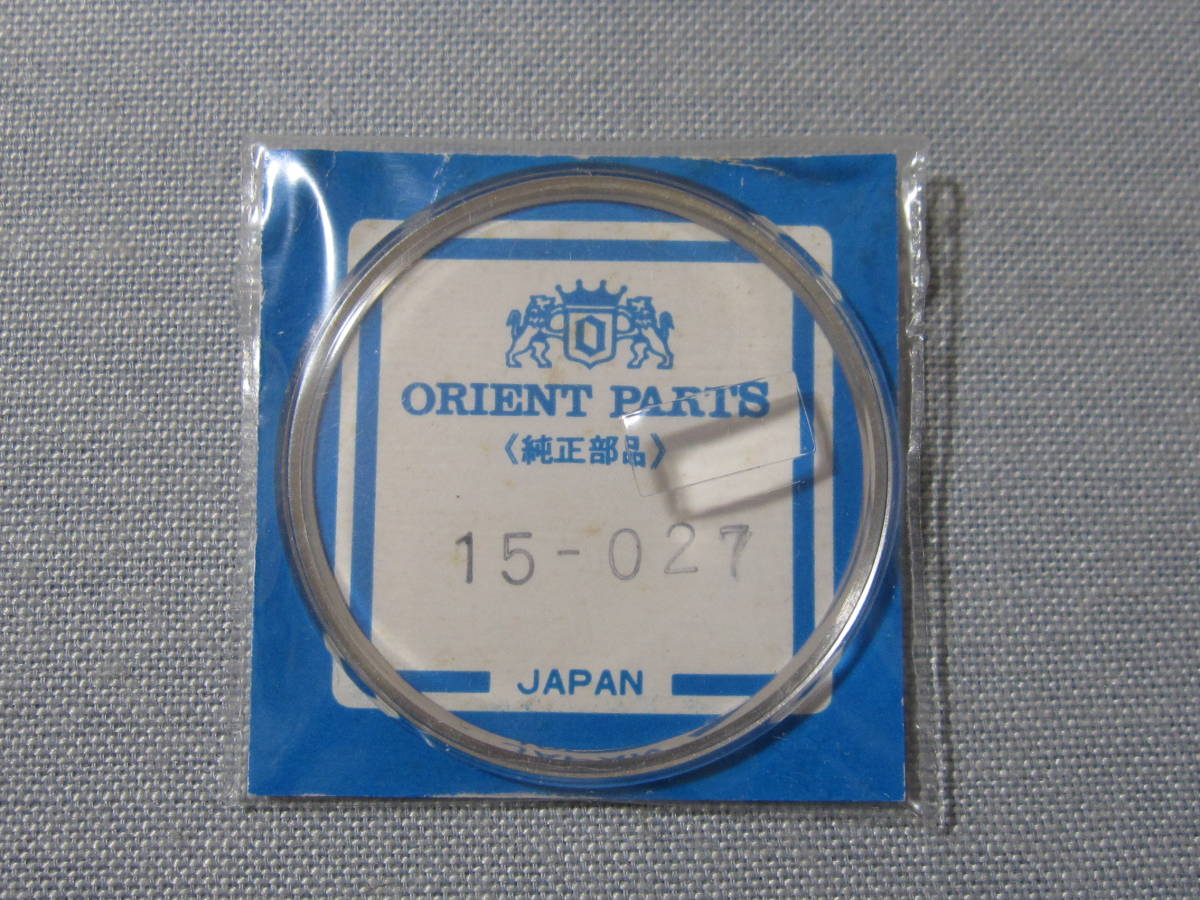 O
ORIENT PARTS
《純正部品》
15-027
JAPAN